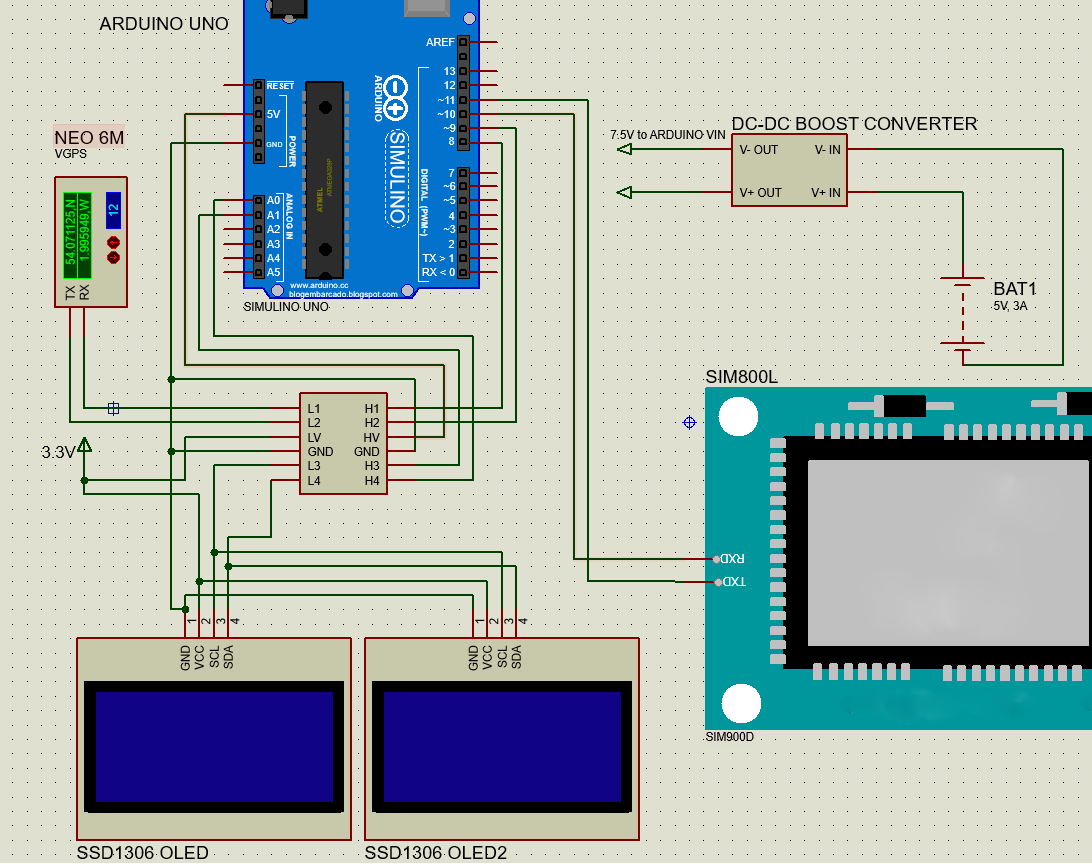 ARDUINO UNO
AREF
13
12
~11
~10
~9
8
7
~6
~5
4
~3
2
TX > 1
RX < 0
RESET
5V
GND
POWER
A0
A1
A2
A3
A4
A5
ANALOG IN
DIGITAL (PWM~)
ARDUINO
SIMULINO
ATMEL
ATMEGA328P
www.arduino.cc
blogembarcado.blogspot.com
SIMULINO UNO
NEO 6M
VGPS
54.071125,N
1.995949,W
12
TX
RX
DC-DC BOOST CONVERTER
7.5V to ARDUINO VIN
V- OUT
V- IN
V+ OUT
V+ IN
BAT1
5V, 3A
SIM800L
RXD
TXD
SIM900D
3.3V
L1
H1
L2
H2
LV
HV
GND
GND
L3
H3
L4
H4
1
2
3
4
GND
VCC
SCL
SDA
1
2
3
4
GND
VCC
SCL
SDA
SSD1306 OLED
SSD1306 OLED2